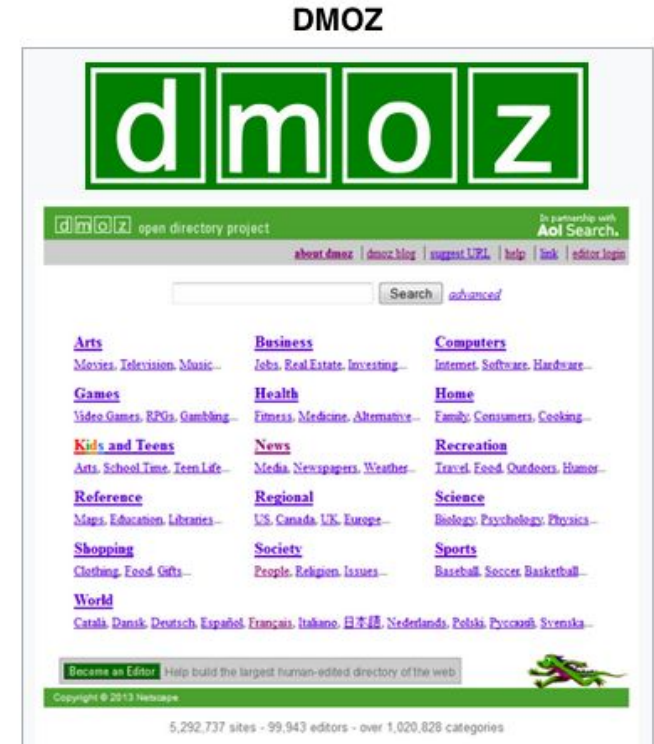 DMOZ
dmoz
dmoz open directory project
In partnership with
Aol Search.
about dmoz | dmoz blog | suggest URL | help | link | editor login
Search advanced
Arts Business Computers
Movies, Television, Music... Jobs, Real Estate, Investing... Internet, Software, Hardware...
Games Health Home
Video Games, RPGs, Gambling... Fitness, Medicine, Alternative... Family, Consumers, Cooking...
Kids and Teens News Recreation
Arts, School Time, Teen Life... Media, Newspapers, Weather... Travel, Food, Outdoors, Humor...
Reference Regional Science
Maps, Education, Libraries... US, Canada, UK, Europe... Biology, Psychology, Physics...
Shopping Society Sports
Clothing, Food, Gifts... People, Religion, Issues... Baseball, Soccer, Basketball...
World
Català, Dansk, Deutsch, Español, Français, Italiano, 日本語, Nederlands, Polski, Русский, Svenska...
Become an Editor Help build the largest human-edited directory of the web
Copyright © 2013 Netscape
5,292,737 sites - 99,943 editors - over 1,020,828 categories